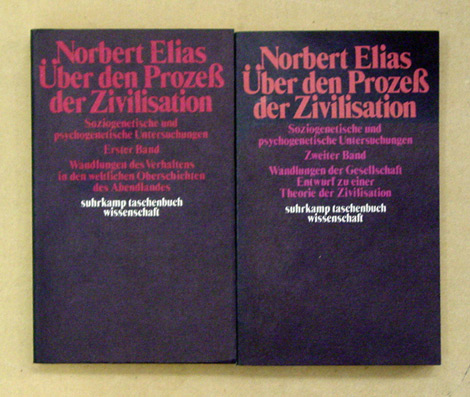 Norbert Elias
Über den Prozeß
der Zivilisation
Soziogenetische und
psychogenetische Untersuchungen
Erster Band
Wandlungen des Verhaltens
in den weltlichen Oberschichten
des Abendlandes
suhrkamp taschenbuch
wissenschaft
Norbert Elias
Über den Prozeß
der Zivilisation
Soziogenetische und
psychogenetische Untersuchungen
Zweiter Band
Wandlungen der Gesellschaft
Entwurf zu einer
Theorie der Zivilisation
suhrkamp taschenbuch
wissenschaft